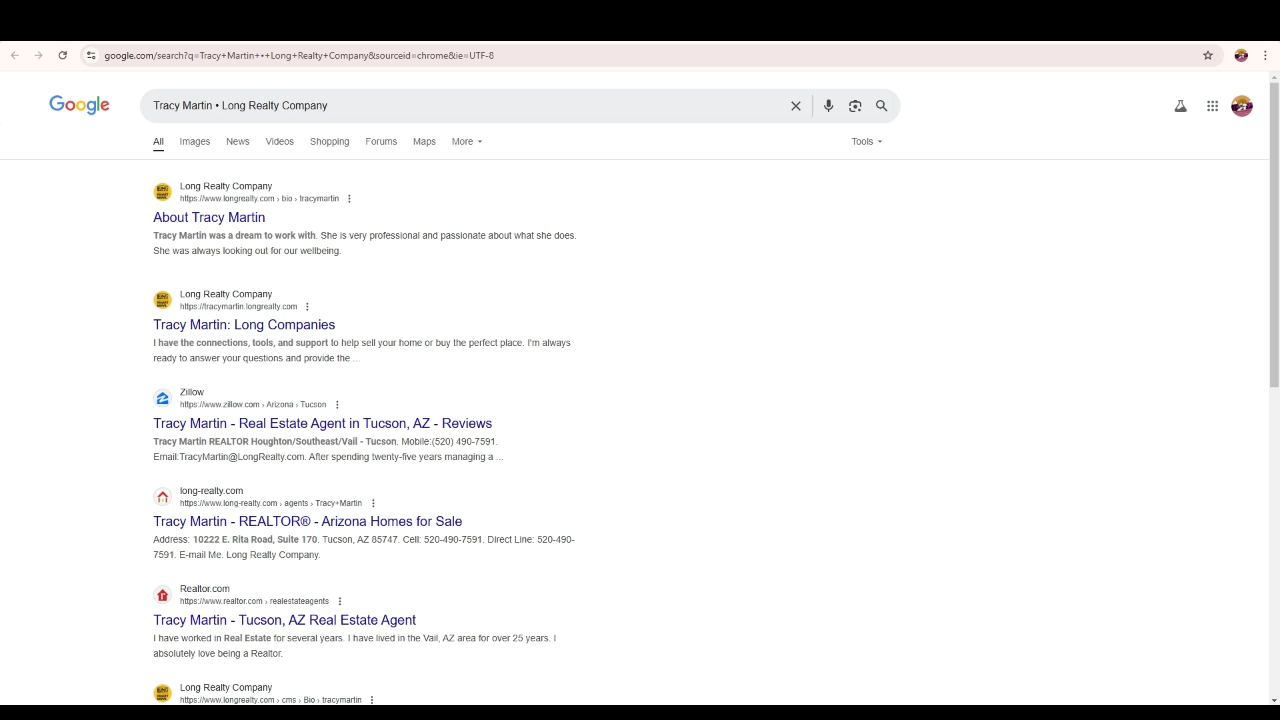 google.com/search?q=Tracy+Martin+•+Long+Realty+Company&sourceid=chrome&ie=UTF-8
Google
Tracy Martin • Long Realty Company
All Images News Videos Shopping Forums Maps More Tools
Long Realty Company
https://www.longrealty.com › bio › tracymartin
About Tracy Martin
Tracy Martin was a dream to work with. She is very professional and passionate about what she does.
She was always looking out for our wellbeing.
Long Realty Company
https://tracymartin.longrealty.com
Tracy Martin: Long Companies
I have the connections, tools, and support to help sell your home or buy the perfect place. I'm always
ready to answer your questions and provide the ...
Zillow
https://www.zillow.com › Arizona › Tucson
Tracy Martin - Real Estate Agent in Tucson, AZ - Reviews
Tracy Martin REALTOR Houghton/Southeast/Vail - Tucson. Mobile:(520) 490-7591.
Email:TracyMartin@LongRealty.com. After spending twenty-five years managing a ...
long-realty.com
https://www.long-realty.com › agents › Tracy+Martin
Tracy Martin - REALTOR® - Arizona Homes for Sale
Address: 10222 E. Rita Road, Suite 170. Tucson, AZ 85747. Cell: 520-490-7591. Direct Line: 520-490-
7591. E-mail Me. Long Realty Company.
Realtor.com
https://www.realtor.com › realestateagents
Tracy Martin - Tucson, AZ Real Estate Agent
I have worked in Real Estate for several years. I have lived in the Vail, AZ area for over 25 years. I
absolutely love being a Realtor.
Long Realty Company
https://www.longrealty.com › cms › Bio › tracymartin